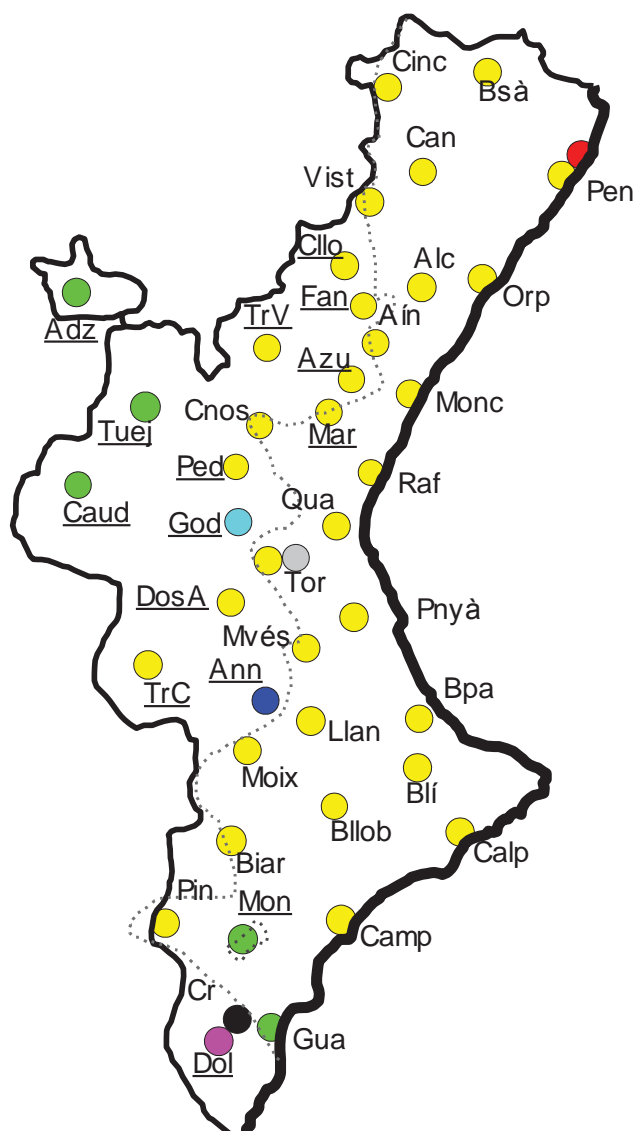 Cinc
Bsà
Can
Pen
Vist
Cllo
Alc
Orp
Fan
Adz
TrV
Aín
Azu
Monc
Cnos
Mar
Tuej
Ped
Raf
Caud
Qua
God
Tor
DosA
Pnyà
Mvés
Ann
TrC
Bpa
Llan
Moix
Blí
Bllob
Calp
Biar
Pin
Mon
Camp
Cr
Gua
Dol